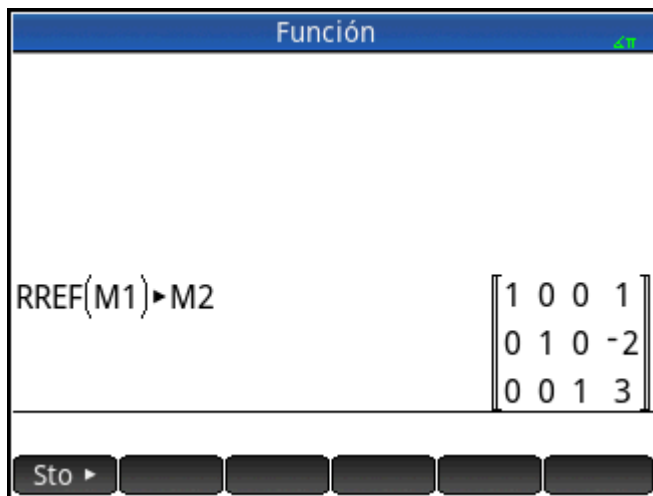 Función
∠π
RREF(M1)▶M2
1 0 0 1
0 1 0 -2
0 0 1 3
Sto ▶